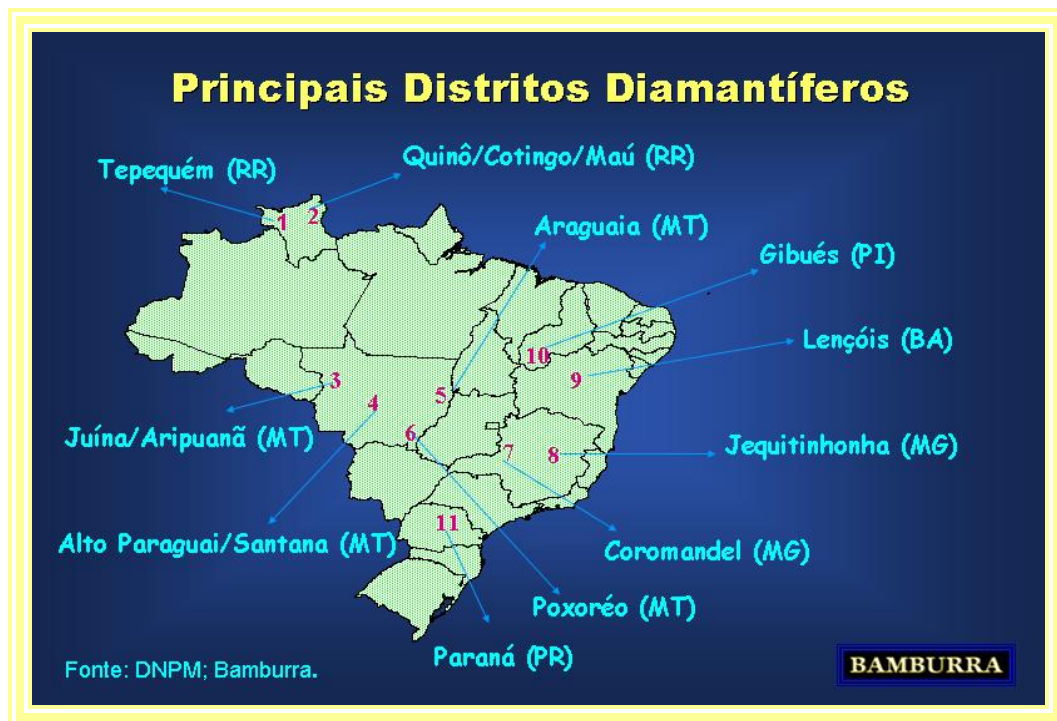 Principais Distritos Diamantíferos
Quinô/Cotingo/Maú (RR)
Tepequém (RR)
1
2
Araguaia (MT)
Gibués (PI)
Lençóis (BA)
10
9
3
5
4
6
7
8
Juína/Aripuanã (MT)
Jequitinhonha (MG)
11
Alto Paraguai/Santana (MT)
Coromandel (MG)
Poxoréo (MT)
Paraná (PR)
Fonte: DNPM; Bamburra.
BAMBURRA